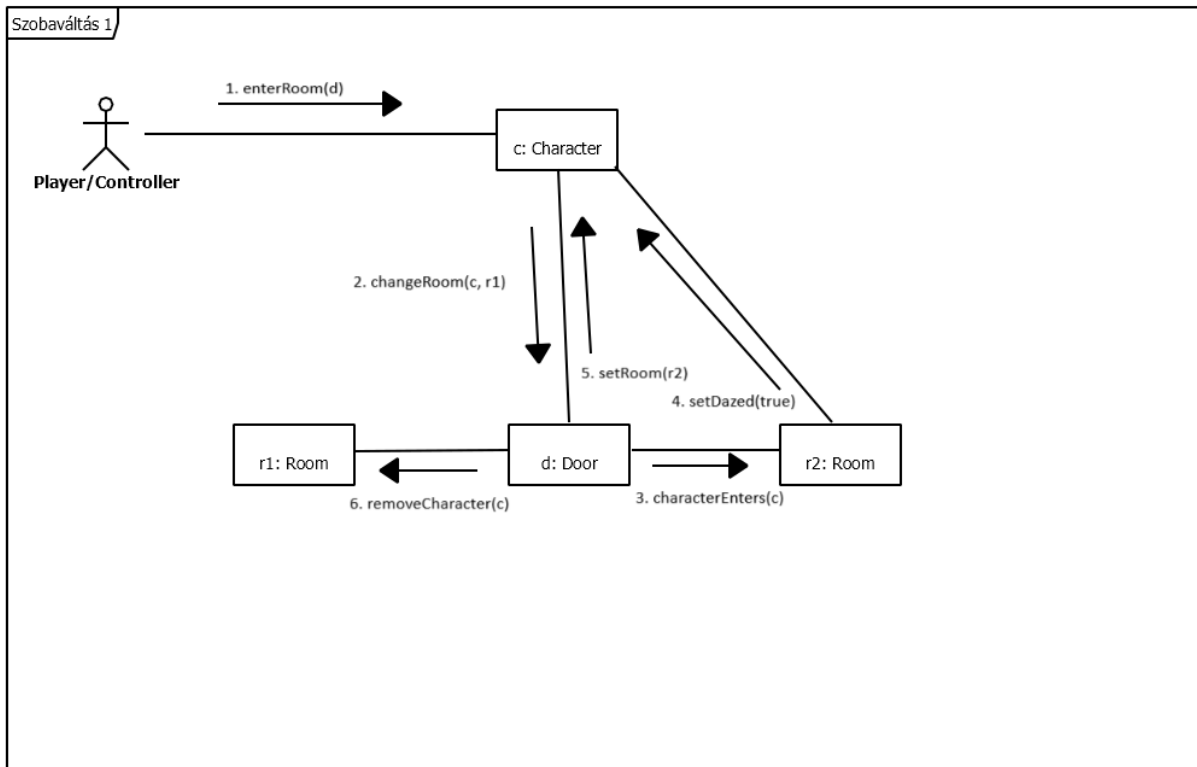 Szobaváltás 1
1. enterRoom(d)
Player/Controller
c: Character
2. changeRoom(c, r1)
5. setRoom(r2)
4. setDazed(true)
r1: Room
d: Door
r2: Room
6. removeCharacter(c)
3. characterEnters(c)